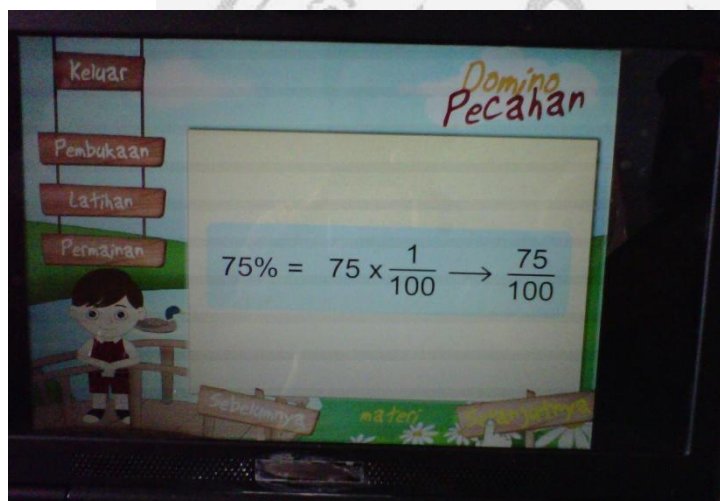 Keluar
Domino
Pecahan
Pembukaan
Latihan
Permainan
75% = 75 x 1/100 → 75/100
Sebelumnya
materi
Selanjutnya